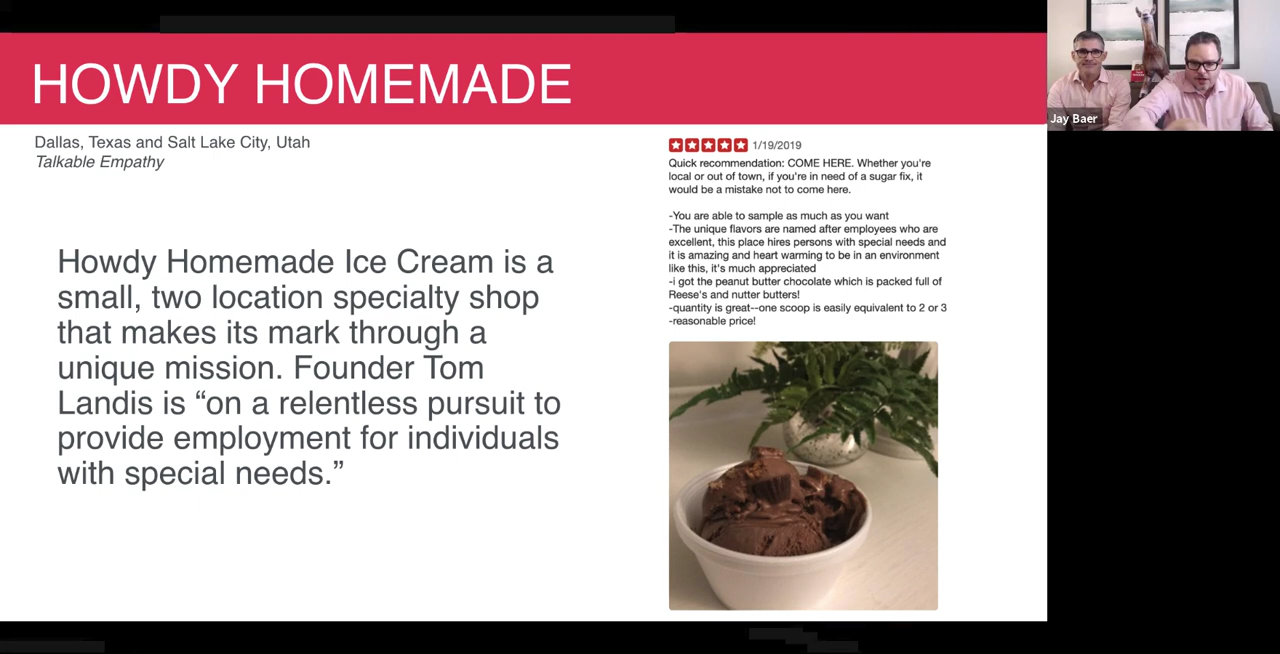 HOWDY HOMEMADE
Dallas, Texas and Salt Lake City, Utah
Talkable Empathy
Howdy Homemade Ice Cream is a
small, two location specialty shop
that makes its mark through a
unique mission. Founder Tom
Landis is “on a relentless pursuit to
provide employment for individuals
with special needs.”
1/19/2019
Quick recommendation: COME HERE. Whether you're
local or out of town, if you're in need of a sugar fix, it
would be a mistake not to come here.
-You are able to sample as much as you want
-The unique flavors are named after employees who are
excellent, this place hires persons with special needs and
it is amazing and heart warming to be in an environment
like this, it's much appreciated
-i got the peanut butter chocolate which is packed full of
Reese's and nutter butters!
-quantity is great--one scoop is easily equivalent to 2 or 3
-reasonable price!
Jay Baer